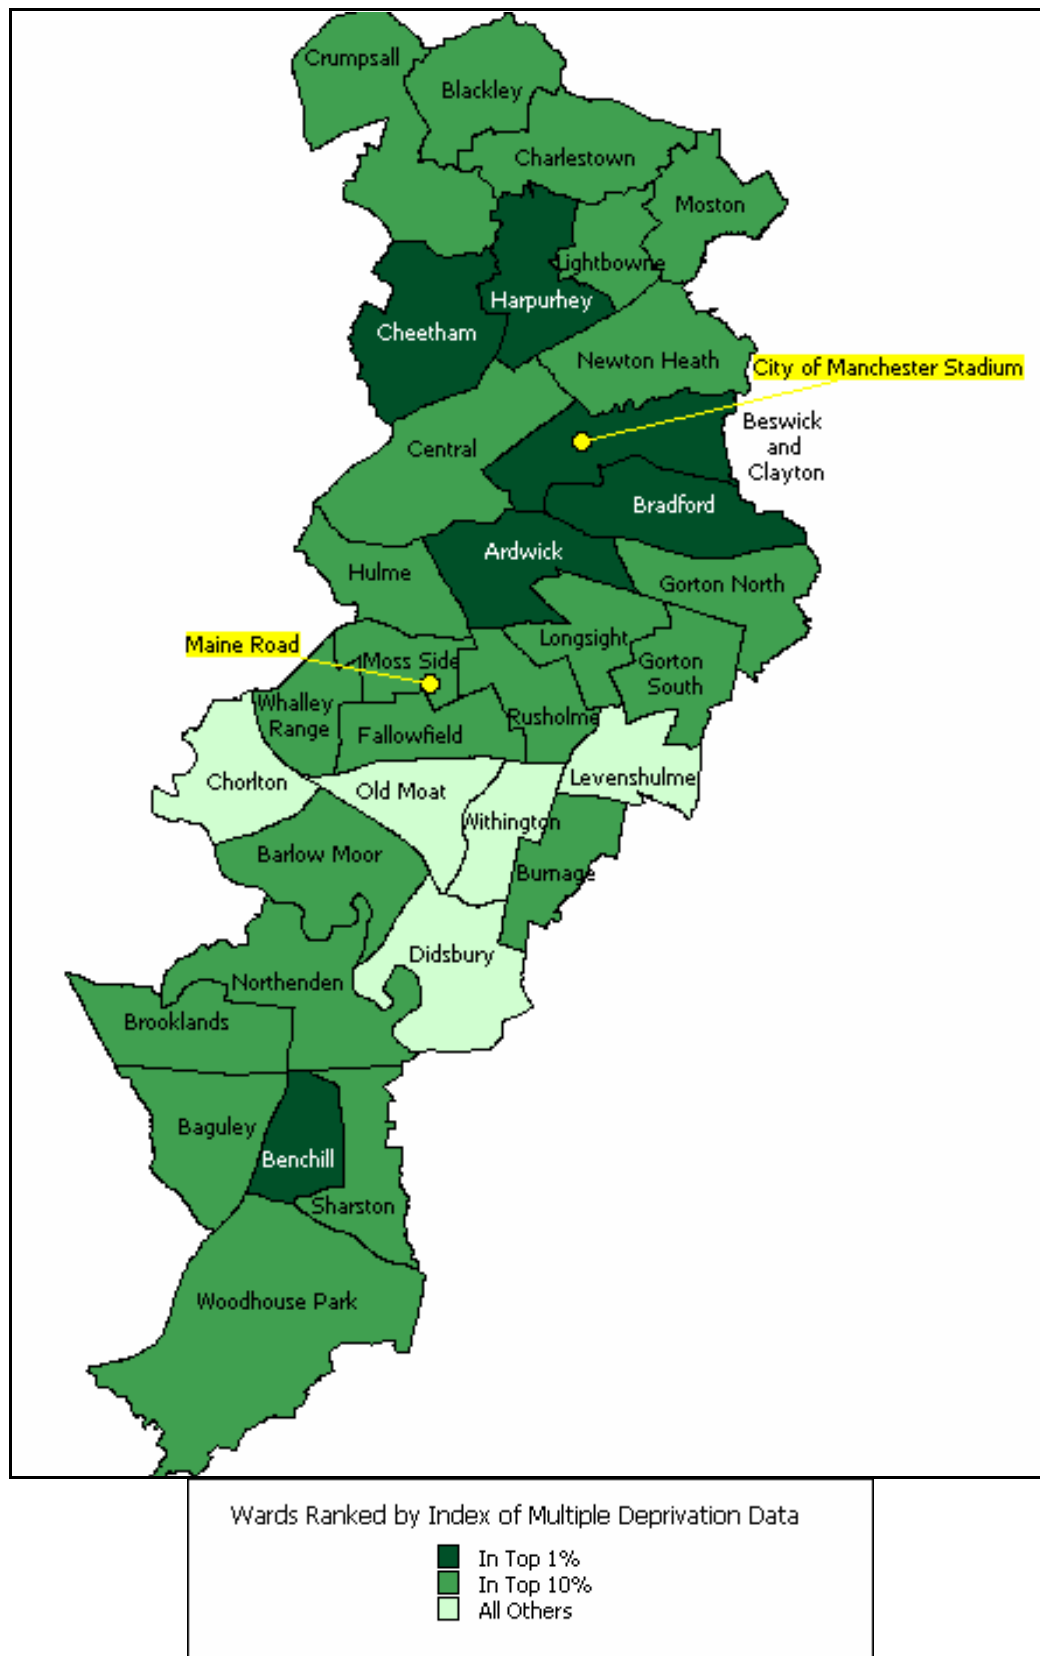 Crumpsall
Blackley
Charlestown
Moston
Lightbowne
Harpurhey
Cheetham
Newton Heath
City of Manchester Stadium
Beswick
and
Clayton
Central
Bradford
Ardwick
Hulme
Gorton North
Longsight
Maine Road
Moss Side
Gorton
South
Whalley
Range
Rusholme
Fallowfield
Chorlton
Old Moat
Levenshulme
Withington
Barlow Moor
Burnage
Didsbury
Northenden
Brooklands
Baguley
Benchill
Sharston
Woodhouse Park
Wards Ranked by Index of Multiple Deprivation Data
In Top 1%
In Top 10%
All Others